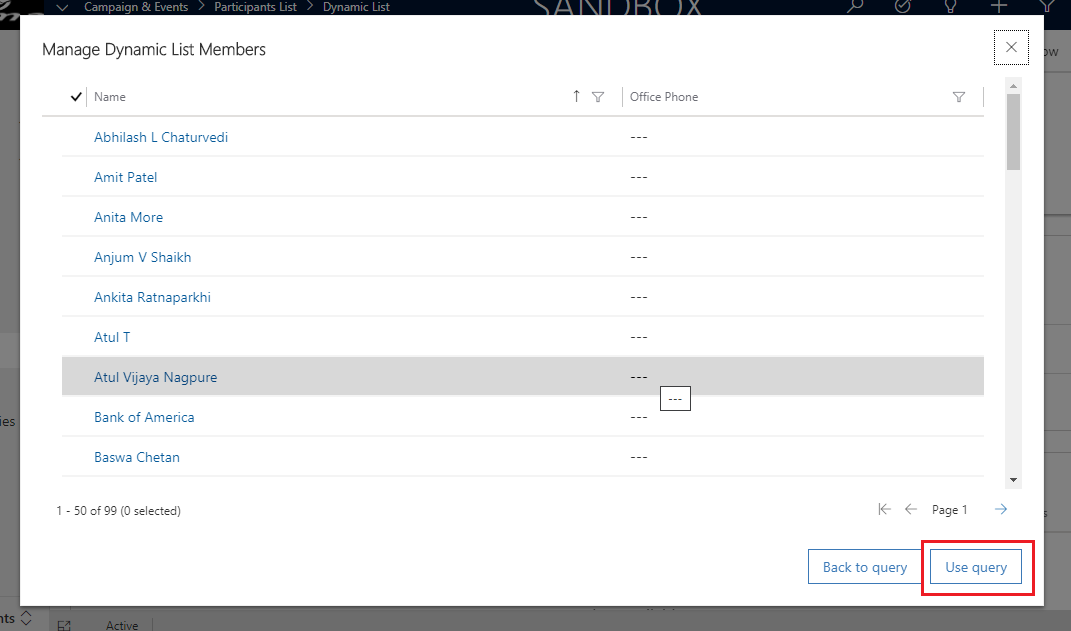 Campaign & Events > Participants List > Dynamic List
SANDBOX
Manage Dynamic List Members
Name
Office Phone
Abhilash L Chaturvedi
---
Amit Patel
---
Anita More
---
Anjum V Shaikh
---
Ankita Ratnaparkhi
---
Atul T
---
Atul Vijaya Nagpure
---
---
Bank of America
---
Baswa Chetan
---
1 - 50 of 99 (0 selected)
Page 1
Back to query
Use query
Active